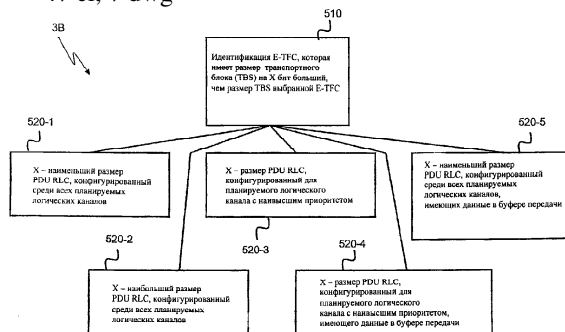 510
3В
Идентификация E-TFC, которая
имеет размер транспортного
блока (TBS) на X бит больший,
чем размер TBS выбранной E-TFC
520-1
520-5
X – наименьший размер
PDU RLC, конфигурированный
среди всех планируемых
логических каналов
X – размер PDU RLC,
конфигурированный для
планируемого логического
канала с наивысшим приоритетом
X – наименьший размер
PDU RLC, конфигурированный
среди всех планируемых
логических каналов,
имеющих данные в буфере передачи
520-2
520-3
520-4
X – наибольший размер
PDU RLC, конфигурированный
среди всех планируемых
логических каналов
X – размер PDU RLC,
конфигурированный для
планируемого логического
канала с наивысшим приоритетом,
имеющего данные в буфере передачи